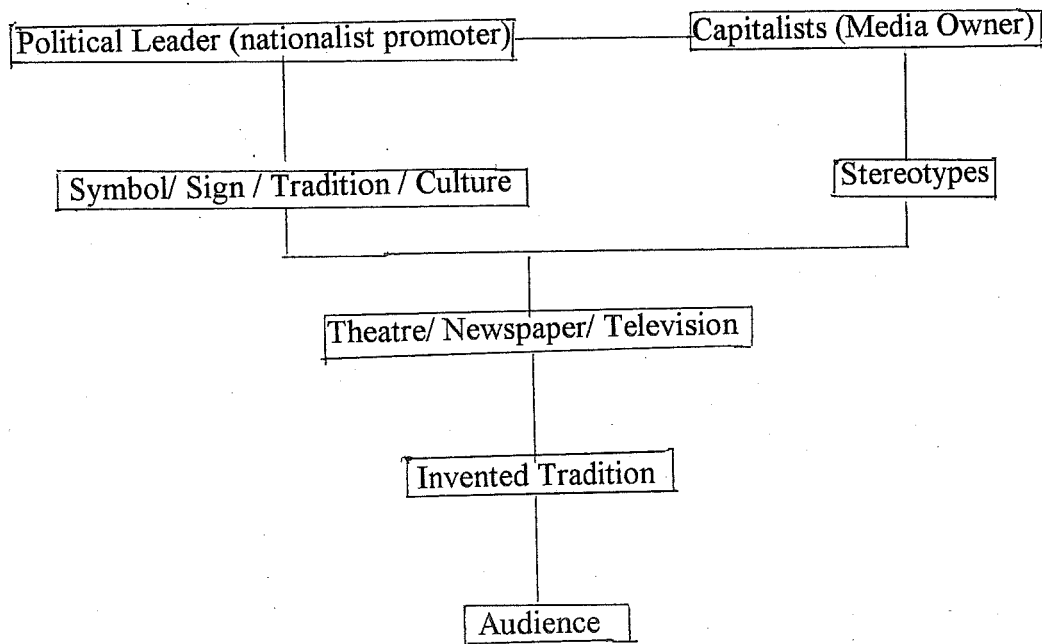 Political Leader (nationalist promoter)
Capitalists (Media Owner)
Symbol/ Sign / Tradition / Culture
Stereotypes
Theatre/ Newspaper/ Television
Invented Tradition
Audience